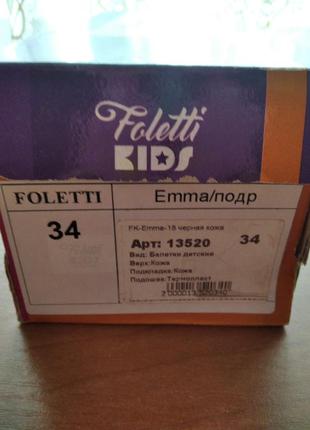 Foletti
KIDS
FOLETTI
Emma/подр
34
FK-Emma-18 черная кожа
Арт: 13520
34
Вид: Балетки детские
Верх:Кожа
Подкладка:Кожа
Подошва:Термопласт